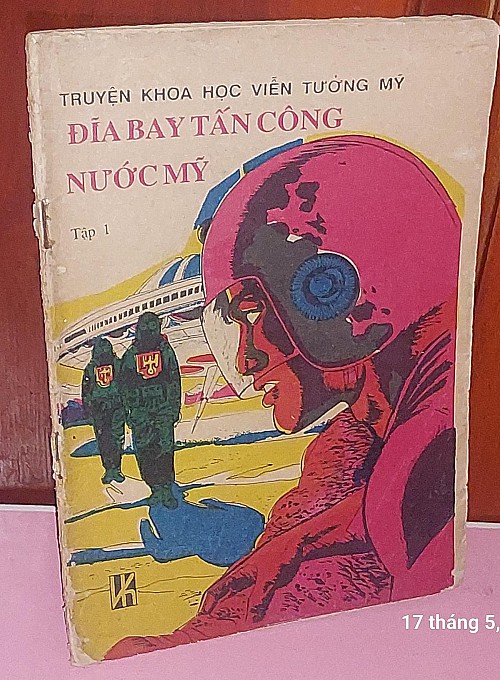 TRUYỆN KHOA HỌC VIỄN TƯỞNG MỸ
ĐĨA BAY TẤN CÔNG
NƯỚC MỸ
Tập 1
17 tháng 5,